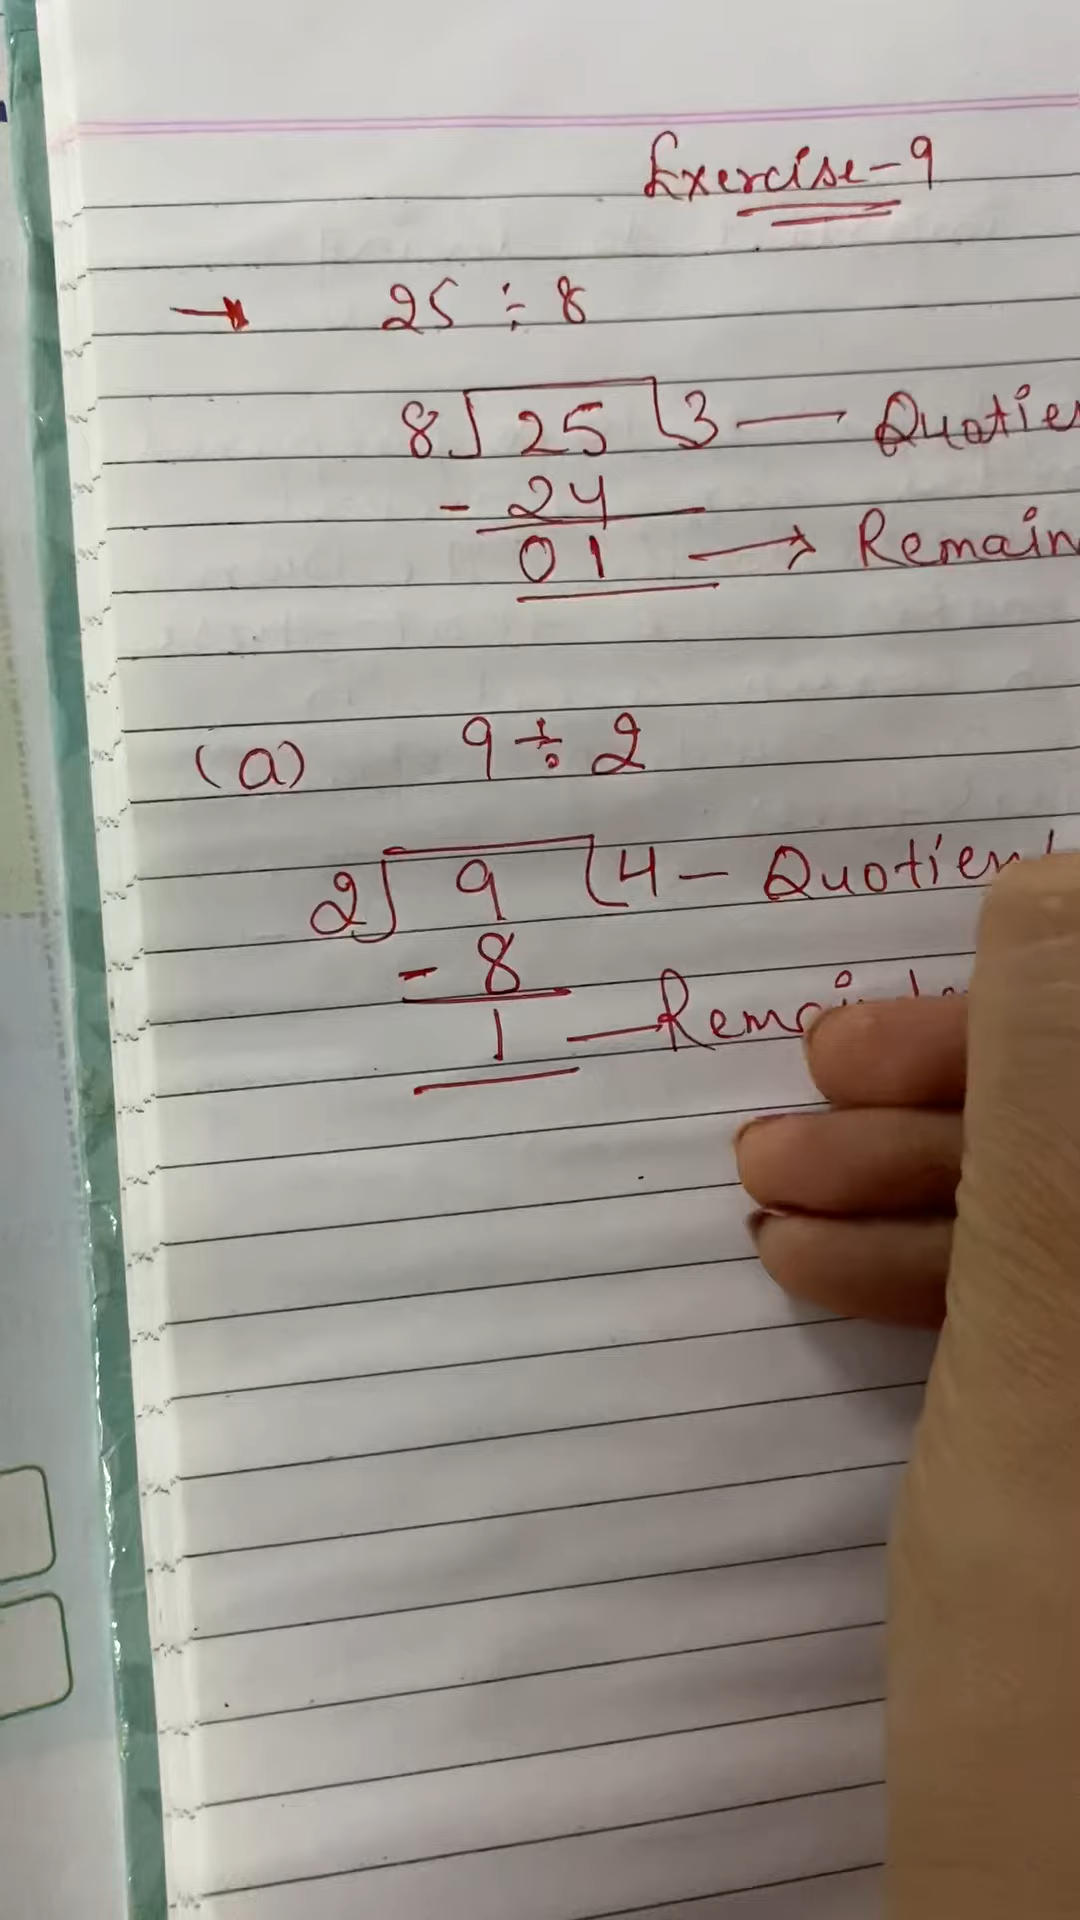 Exercise-9
→ 25 ÷ 8
8 25 3 — Quotie
- 24
01 → Remain
(a) 9 ÷ 2
2 9 4 - Quotien
- 8
1 —